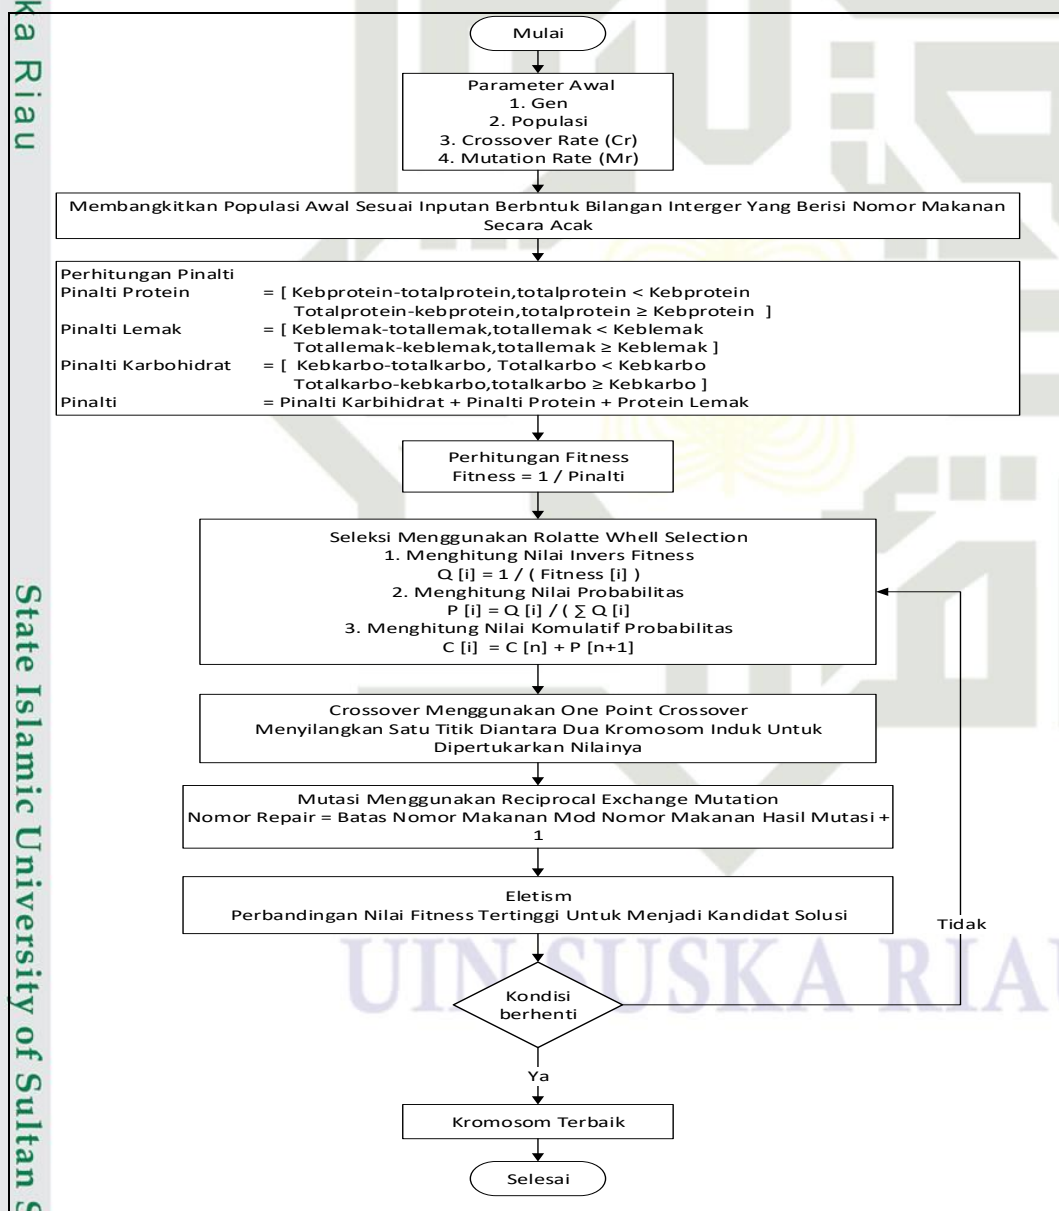 ka Riau
State Islamic University of Sultan S
Mulai
Parameter Awal
1. Gen
2. Populasi
3. Crossover Rate (Cr)
4. Mutation Rate (Mr)
Membangkitkan Populasi Awal Sesuai Inputan Berbntuk Bilangan Interger Yang Berisi Nomor Makanan
Secara Acak
Perhitungan Pinalti
Pinalti Protein = [ Kebprotein-totalprotein,totalprotein < Kebprotein
Totalprotein-kebprotein,totalprotein ≥ Kebprotein ]
Pinalti Lemak = [ Keblemak-totallemak,totallemak < Keblemak
Totallemak-keblemak,totallemak ≥ Keblemak ]
Pinalti Karbohidrat = [ Kebkarbo-totalkarbo, Totalkarbo < Kebkarbo
Totalkarbo-kebkarbo,totalkarbo ≥ Kebkarbo ]
Pinalti = Pinalti Karbihidrat + Pinalti Protein + Protein Lemak
Perhitungan Fitness
Fitness = 1 / Pinalti
Seleksi Menggunakan Rolatte Whell Selection
1. Menghitung Nilai Invers Fitness
Q [i] = 1 / ( Fitness [i] )
2. Menghitung Nilai Probabilitas
P [i] = Q [i] / ( ∑ Q [i]
3. Menghitung Nilai Komulatif Probabilitas
C [i] = C [n] + P [n+1]
Crossover Menggunakan One Point Crossover
Menyilangkan Satu Titik Diantara Dua Kromosom Induk Untuk
Dipertukarkan Nilainya
Mutasi Menggunakan Reciprocal Exchange Mutation
Nomor Repair = Batas Nomor Makanan Mod Nomor Makanan Hasil Mutasi +
1
Eletism
Perbandingan Nilai Fitness Tertinggi Untuk Menjadi Kandidat Solusi
Tidak
UIN SUSKA RIAU
Kondisi
berhenti
Ya
Kromosom Terbaik
Selesai